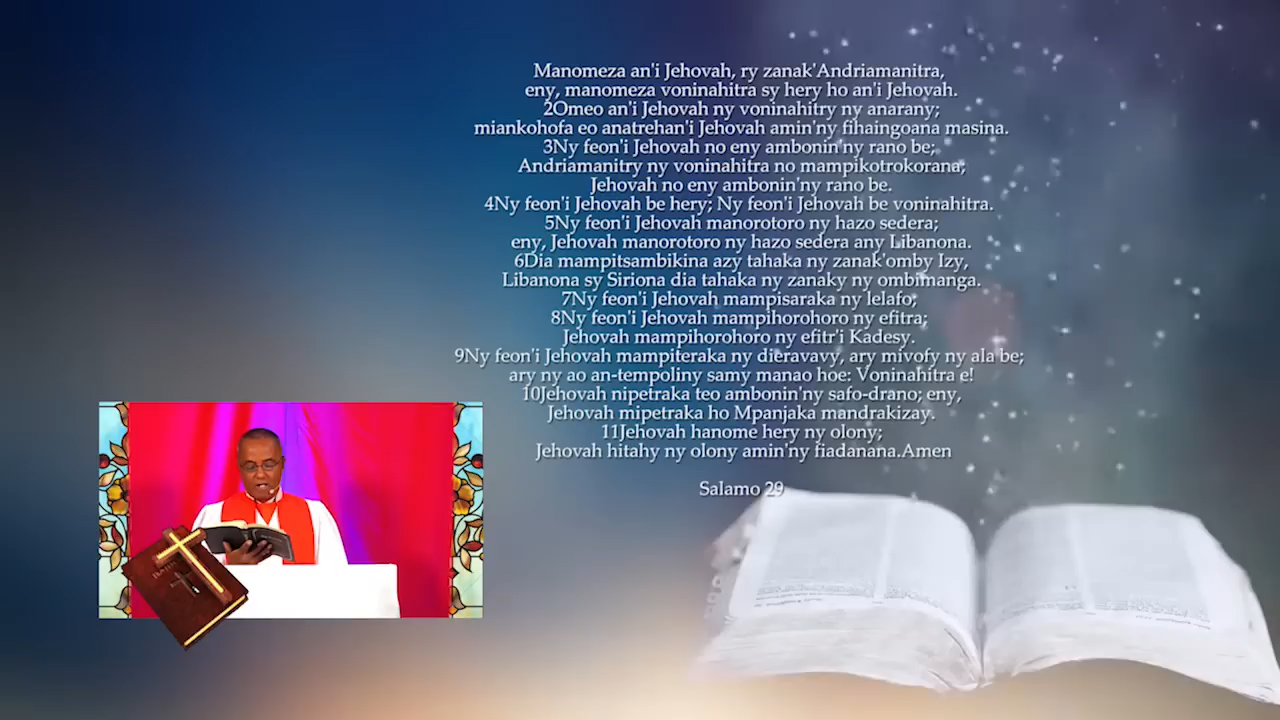 Manomeza an'i Jehovah, ry zanak'Andriamanitra,
eny, manomeza voninahitra sy hery ho an'i Jehovah.
2Omeo an'i Jehovah ny voninahitry ny anarany;
miankohofa eo anatrehan'i Jehovah amin'ny fihaingoana masina.
3Ny feon'i Jehovah no eny ambonin'ny rano be;
Andriamanitry ny voninahitra no mampikotrokorana;
Jehovah no eny ambonin'ny rano be.
4Ny feon'i Jehovah be hery; Ny feon'i Jehovah be voninahitra.
5Ny feon'i Jehovah manorotoro ny hazo sedera;
eny, Jehovah manorotoro ny hazo sedera any Libanona.
6Dia mampitsambikina azy tahaka ny zanak'omby Izy,
Libanona sy Siriona dia tahaka ny zanaky ny ombimanga.
7Ny feon'i Jehovah mampisaraka ny lelafo;
8Ny feon'i Jehovah mampihorohoro ny efitra;
Jehovah mampihorohoro ny efitr'i Kadesy.
9Ny feon'i Jehovah mampiteraka ny dieravavy, ary mivofy ny ala be;
ary ny ao an-tempoliny samy manao hoe: Voninahitra e!
10Jehovah nipetraka teo ambonin'ny safo-drano; eny,
Jehovah mipetraka ho Mpanjaka mandrakizay.
11Jehovah hanome hery ny olony;
Jehovah hitahy ny olony amin'ny fiadanana.Amen
Salamo 29